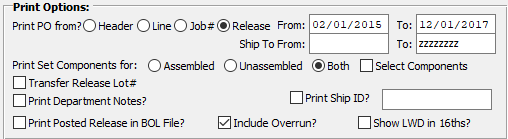 Print Options:
Print PO from? Header Line Job# Release From: 02/01/2015 To: 12/01/2017
Ship To From: To: zzzzzzzz
Print Set Components for: Assembled Unassembled Both Select Components
Transfer Release Lot#
Print Department Notes? Print Ship ID?
Print Posted Release in BOL File? Include Overrun? Show LWD in 16ths?